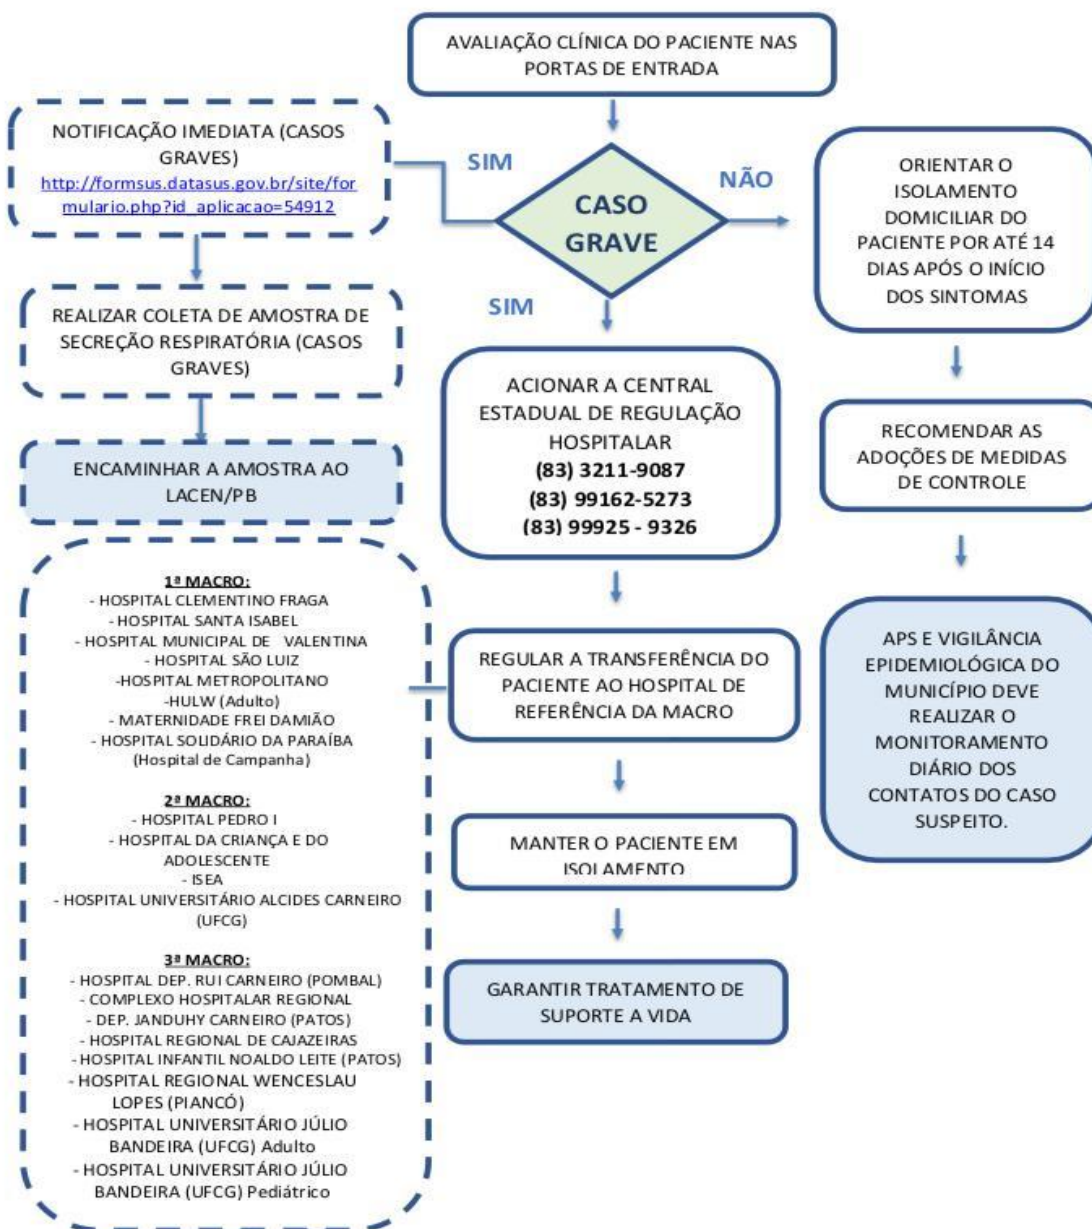 AVALIAÇÃO CLÍNICA DO PACIENTE NAS
PORTAS DE ENTRADA
NOTIFICAÇÃO IMEDIATA (CASOS
GRAVES)
http://formsus.datasus.gov.br/site/for
mulario.php?id_aplicacao=54912
SIM
CASO
GRAVE
NÃO
ORIENTAR O
ISOLAMENTO
DOMICILIAR DO
PACIENTE POR ATÉ 14
DIAS APÓS O INÍCIO
DOS SINTOMAS
REALIZAR COLETA DE AMOSTRA DE
SECREÇÃO RESPIRATÓRIA (CASOS
GRAVES)
SIM
ACIONAR A CENTRAL
ESTADUAL DE REGULAÇÃO
HOSPITALAR
(83) 3211-9087
(83) 99162-5273
(83) 99925 - 9326
RECOMENDAR AS
ADOÇÕES DE MEDIDAS
DE CONTROLE
ENCAMINHAR A AMOSTRA AO
LACEN/PB
1ª MACRO:
- HOSPITAL CLEMENTINO FRAGA
- HOSPITAL SANTA ISABEL
- HOSPITAL MUNICIPAL DE VALENTINA
- HOSPITAL SÃO LUIZ
-HOSPITAL METROPOLITANO
-HULW (Adulto)
- MATERNIDADE FREI DAMIÃO
- HOSPITAL SOLIDÁRIO DA PARAÍBA
(Hospital de Campanha)
2ª MACRO:
- HOSPITAL PEDRO I
- HOSPITAL DA CRIANÇA E DO
ADOLESCENTE
- ISEA
- HOSPITAL UNIVERSITÁRIO ALCIDES CARNEIRO
(UFCG)
3ª MACRO:
- HOSPITAL DEP. RUI CARNEIRO (POMBAL)
- COMPLEXO HOSPITALAR REGIONAL
- DEP. JANDUHY CARNEIRO (PATOS)
- HOSPITAL REGIONAL DE CAJAZEIRAS
- HOSPITAL INFANTIL NOALDO LEITE (PATOS)
- HOSPITAL REGIONAL WENCESLAU
LOPES (PIANCÓ)
- HOSPITAL UNIVERSITÁRIO JÚLIO
BANDEIRA (UFCG) Adulto
- HOSPITAL UNIVERSITÁRIO JÚLIO
BANDEIRA (UFCG) Pediátrico
REGULAR A TRANSFERÊNCIA DO
PACIENTE AO HOSPITAL DE
REFERÊNCIA DA MACRO
MANTER O PACIENTE EM
ISOLAMENTO
GARANTIR TRATAMENTO DE
SUPORTE A VIDA
APS E VIGILÂNCIA
EPIDEMIOLÓGICA DO
MUNICÍPIO DEVE
REALIZAR O
MONITORAMENTO
DIÁRIO DOS
CONTATOS DO CASO
SUSPEITO.